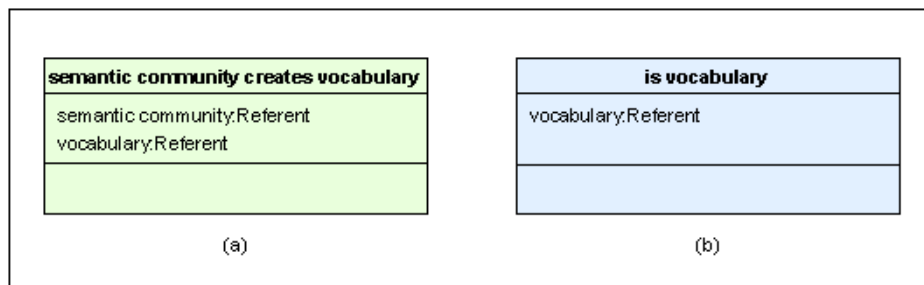 semantic community creates vocabulary
semantic community:Referent
vocabulary:Referent
(a)
is vocabulary
vocabulary:Referent
(b)